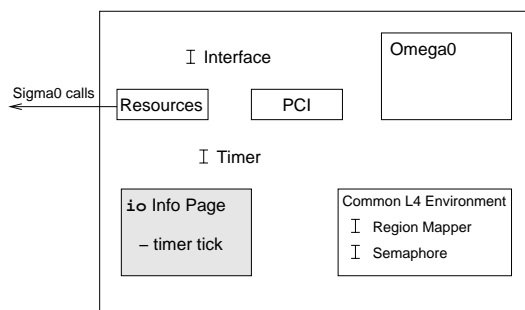 Interface
Omega0
Sigma0 calls
Resources
PCI
Timer
io Info Page
– timer tick
Common L4 Environment
Region Mapper
Semaphore